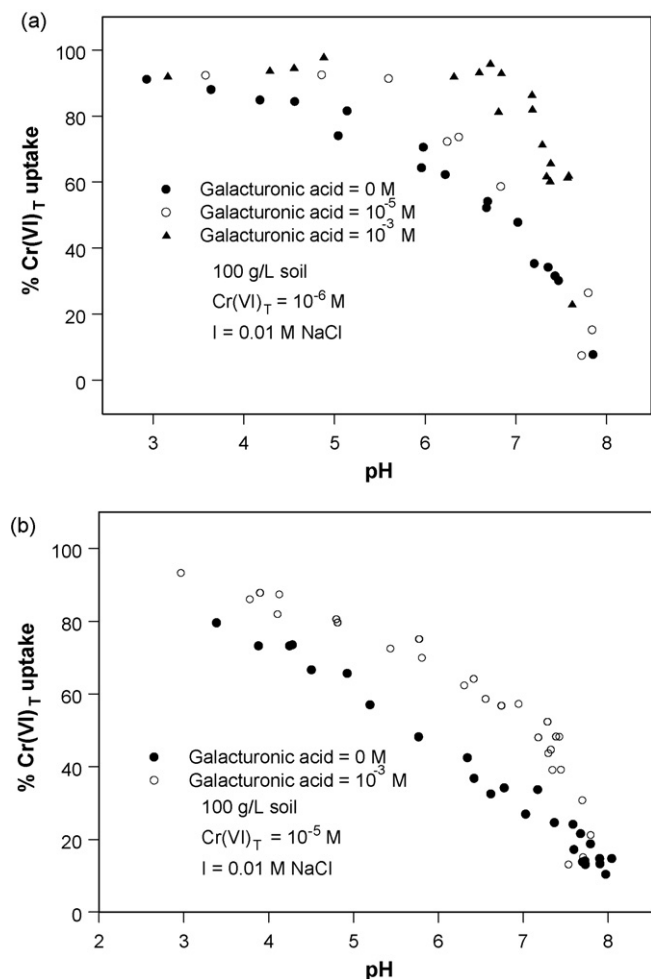 (a)
% Cr(VI)T uptake
100
80
60
40
20
0
● Galacturonic acid = 0 M
○ Galacturonic acid = 10-5 M
▲ Galacturonic acid = 10-3 M
100 g/L soil
Cr(VI)T = 10-6 M
I = 0.01 M NaCl
3 4 5 6 7 8
pH
(b)
% Cr(VI)T uptake
100
80
60
40
20
0
● Galacturonic acid = 0 M
○ Galacturonic acid = 10-3 M
100 g/L soil
Cr(VI)T = 10-5 M
I = 0.01 M NaCl
2 3 4 5 6 7 8
pH